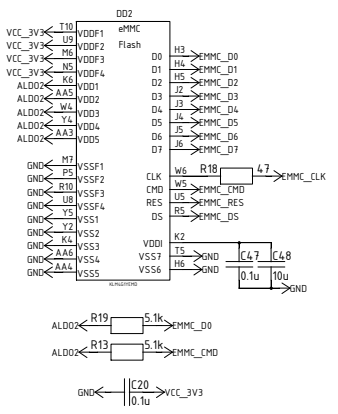 DD2
eMMC
Flash
VCC_3V3 T10 VDDF1
VCC_3V3 U9 VDDF2
VCC_3V3 M6 VDDF3
VCC_3V3 N5 VDDF4
ALDO2 K6 VDD1
ALDO2 AA5 VDD2
ALDO2 W4 VDD3
ALDO2 Y4 VDD4
ALDO2 AA3 VDD5
D0 H3 EMMC_D0
D1 H4 EMMC_D1
D2 H5 EMMC_D2
D3 J2 EMMC_D3
D4 J3 EMMC_D4
D5 J4 EMMC_D5
D6 J5 EMMC_D6
D7 J6 EMMC_D7
GND M7 VSSF1
GND P5 VSSF2
GND R10 VSSF3
GND U8 VSSF4
GND Y5 VSS1
GND Y2 VSS2
GND K4 VSS3
GND AA6 VSS4
GND AA4 VSS5
CLK W6 R18 47 EMMC_CLK
CMD W5 EMMC_CMD
RES U5 EMMC_RES
DS R5 EMMC_DS
VDDI K2
VSS7 T5 GND
VSS6 H6 GND
C47 C48
0.1u 10u
GND
ALDO2 R19 5.1k EMMC_D0
ALDO2 R13 5.1k EMMC_CMD
GND C20 VCC_3V3
0.1u